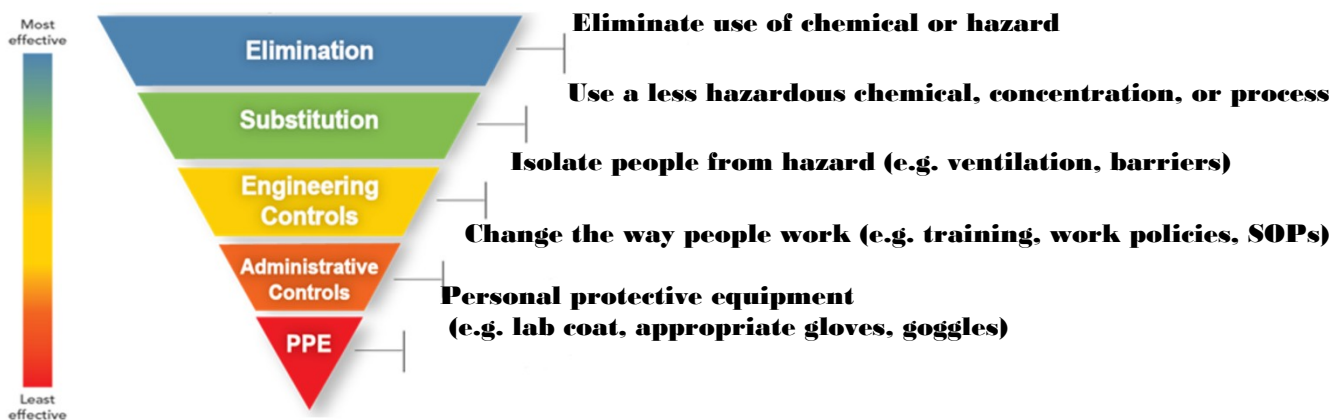 Most
effective
Elimination
Eliminate use of chemical or hazard
Substitution
Use a less hazardous chemical, concentration, or process
Engineering
Controls
Isolate people from hazard (e.g. ventilation, barriers)
Administrative
Controls
Change the way people work (e.g. training, work policies, SOPs)
PPE
Personal protective equipment
(e.g. lab coat, appropriate gloves, goggles)
Least
effective